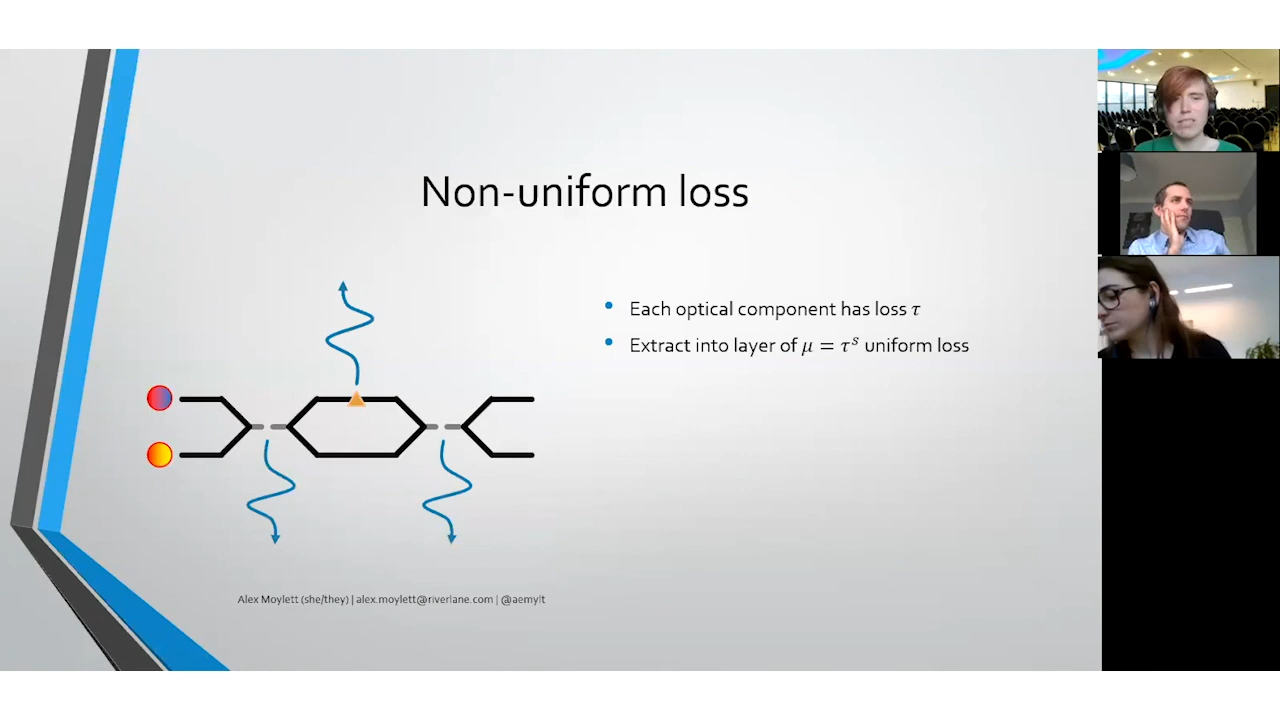 Non-uniform loss
Each optical component has loss τ
Extract into layer of μ = τˢ uniform loss
Alex Moylett (she/they) | alex.moylett@riverlane.com | @aemylt